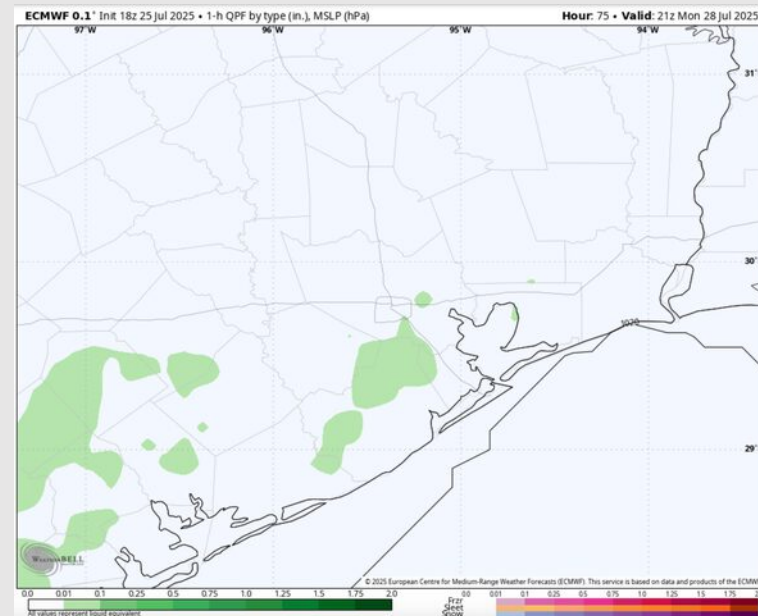 ECMWF 0.1° Init 18z 25 Jul 2025 • 1-h QPF by type (in.), MSLP (hPa) Hour: 75 • Valid: 21z Mon 28 Jul 2025
97°W 96°W 95°W 94°W
31°
30°
1020
29°
WeatherBELL
© 2025 European Centre for Medium-Range Weather Forecasts (ECMWF). This service is based on data and products of the ECMW
0.0 0.01 0.1 0.25 0.5 0.75 1.0 1.25 1.5 1.75 2.0 0.0 .01 0.1 0.25 0.5 0.75 1.0 1.25 1.5 1.75 2
Frzr
Sleet
Snow
All values represent liquid equivalent